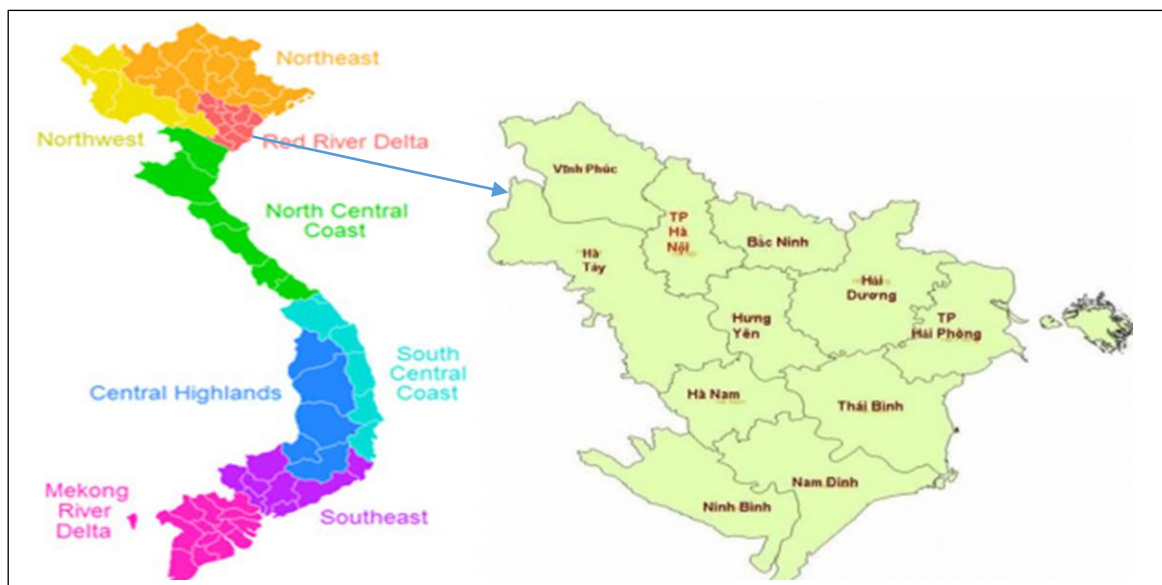 Northeast
Northwest
Red River Delta
North Central
Coast
South
Central
Coast
Central Highlands
Mekong
River
Delta
Southeast
Vĩnh Phúc
TP
Hà
Nội
Bắc Ninh
Hà
Tây
Hải
Dương
Hưng
Yên
TP
Hải Phòng
Hà Nam
Thái Bình
Nam Định
Ninh Bình